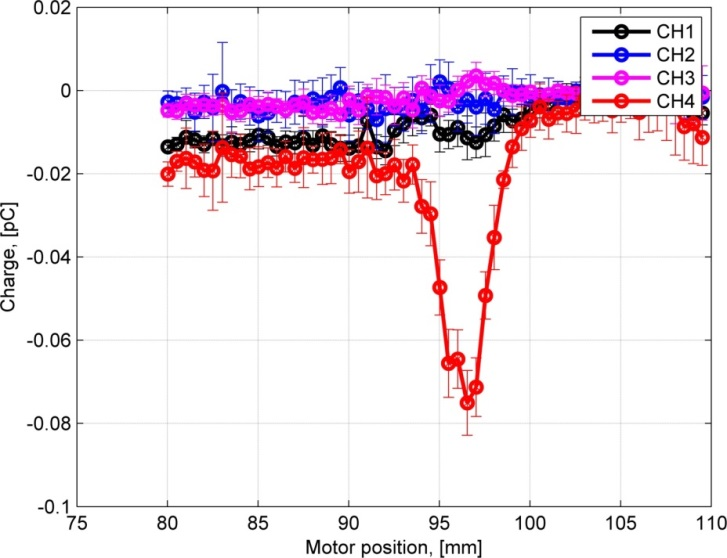 0.02
0
-0.02
-0.04
-0.06
-0.08
-0.1
Charge, [pC]
CH1
CH2
CH3
CH4
75 80 85 90 95 100 105 110
Motor position, [mm]